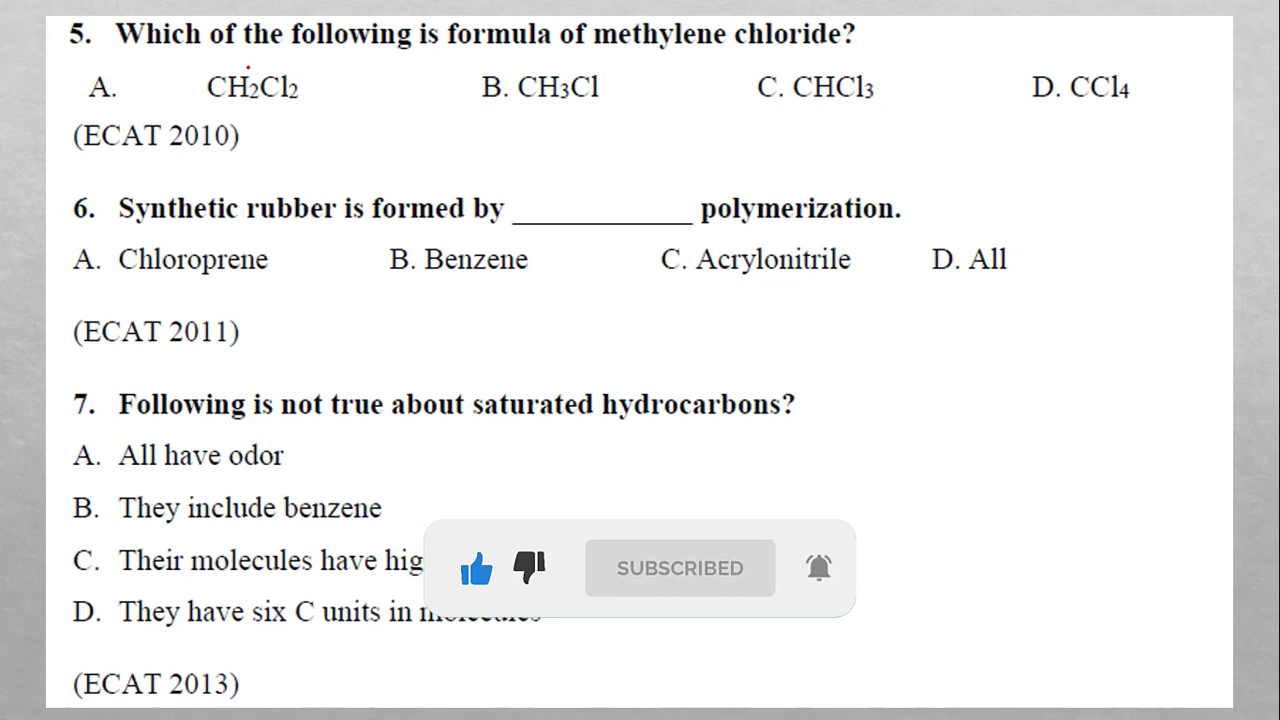 5. Which of the following is formula of methylene chloride?
A. CH₂Cl₂ B. CH₃Cl C. CHCl₃ D. CCl₄
(ECAT 2010)
6. Synthetic rubber is formed by ____________ polymerization.
A. Chloroprene B. Benzene C. Acrylonitrile D. All
(ECAT 2011)
7. Following is not true about saturated hydrocarbons?
A. All have odor
B. They include benzene
C. Their molecules have
SUBSCRIBED
D. They have six C units in molecules
(ECAT 2013)